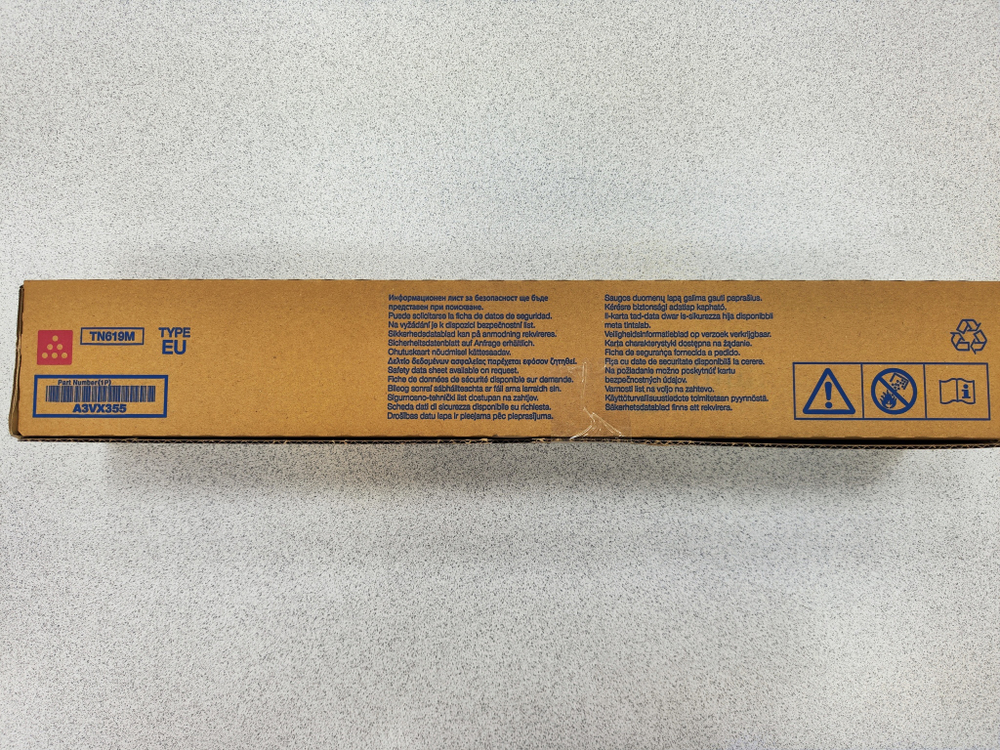 TN619M
TYPE
EU
Part Number(1P)
A3VX355
Информационен лист за безопасност ще бъде
представен при поискване.
Puede solicitarse la ficha de datos de seguridad.
Na vyžádání je k dispozici bezpečnostní list.
Sikkerhedsdatablad kan på anmodning rekvireres.
Sicherheitsdatenblatt auf Anfrage erhältlich.
Ohutuskaart nõudmisel kättesaadav.
Δελτίο δεδομένων ασφαλείας παρέχεται εφόσον ζητηθεί.
Safety data sheet available on request.
Fiche de données de sécurité disponible sur demande.
Bileog sonraí sábháilteachta ar fáil arna iarraidh sin.
Sigurnosno-tehnički list dostupan na zahtjev.
Scheda dati di sicurezza disponibile su richiesta.
Drošības datu lapa ir pieejama pēc pieprasījuma.
Saugos duomenų lapą galima gauti paprašius.
Kérésre biztonsági adatlap kapható.
Il-karta tad-data dwar is-sikurezza hija disponibbli
meta tintalab.
Veiligheidsinformatieblad op verzoek verkrijgbaar.
Karta charakterystyki dostępna na żądanie.
Ficha de segurança fornecida a pedido.
Fișa cu date de securitate disponibilă la cerere.
Na požiadanie možno poskytnúť kartu
bezpečnostných údajov.
Varnosti list na voljo na zahtevo.
Käyttöturvallisuustiedote toimitetaan pyynnöstä.
Säkerhetsdatablad finns att rekvirera.